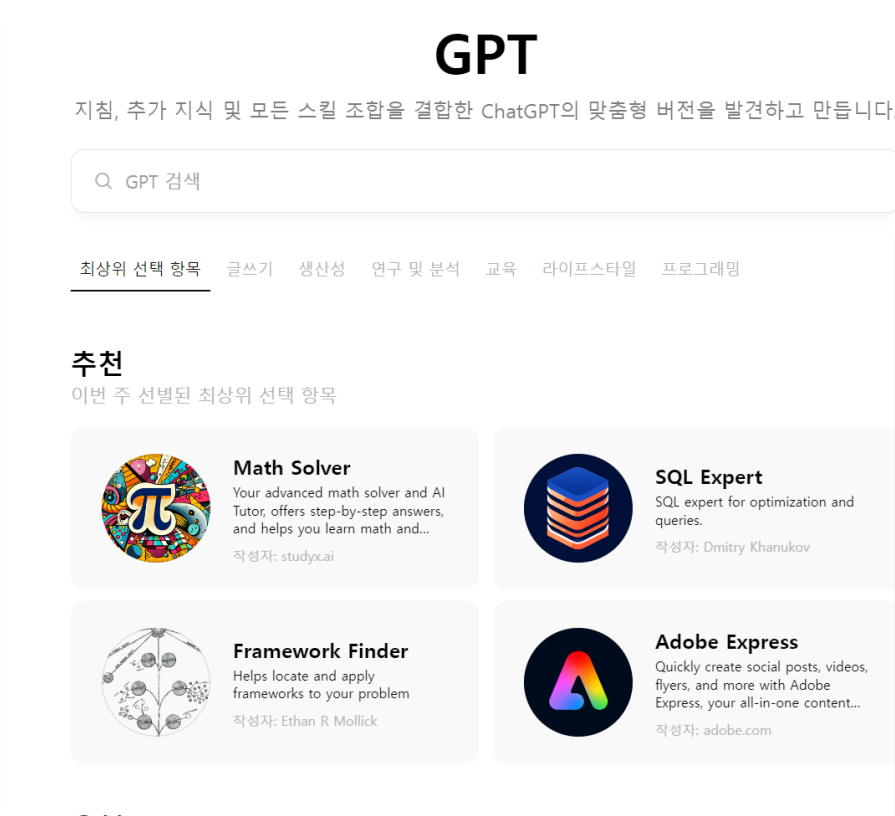 GPT
지침, 추가 지식 및 모든 스킬 조합을 결합한 ChatGPT의 맞춤형 버전을 발견하고 만듭니다.
GPT 검색
최상위 선택 항목 글쓰기 생산성 연구 및 분석 교육 라이프스타일 프로그래밍
추천
이번 주 선별된 최상위 선택 항목
Math Solver
Your advanced math solver and AI
Tutor, offers step-by-step answers,
and helps you learn math and...
작성자: studyx.ai
SQL Expert
SQL expert for optimization and
queries.
작성자: Dmitry Khanukov
Framework Finder
Helps locate and apply
frameworks to your problem
작성자: Ethan R Mollick
Adobe Express
Quickly create social posts, videos,
flyers, and more with Adobe
Express, your all-in-one content...
작성자: adobe.com